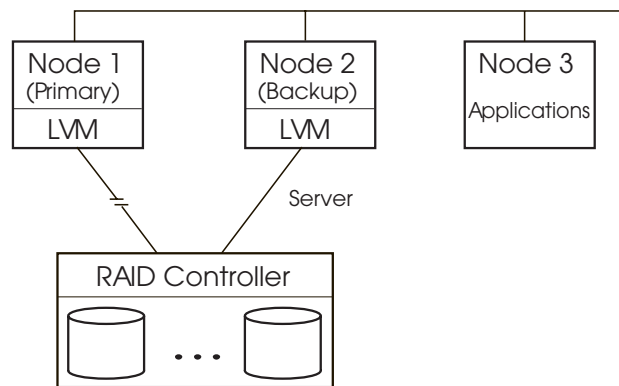 Node 1
(Primary)
LVM
Node 2
(Backup)
LVM
Node 3
Applications
Server
RAID Controller